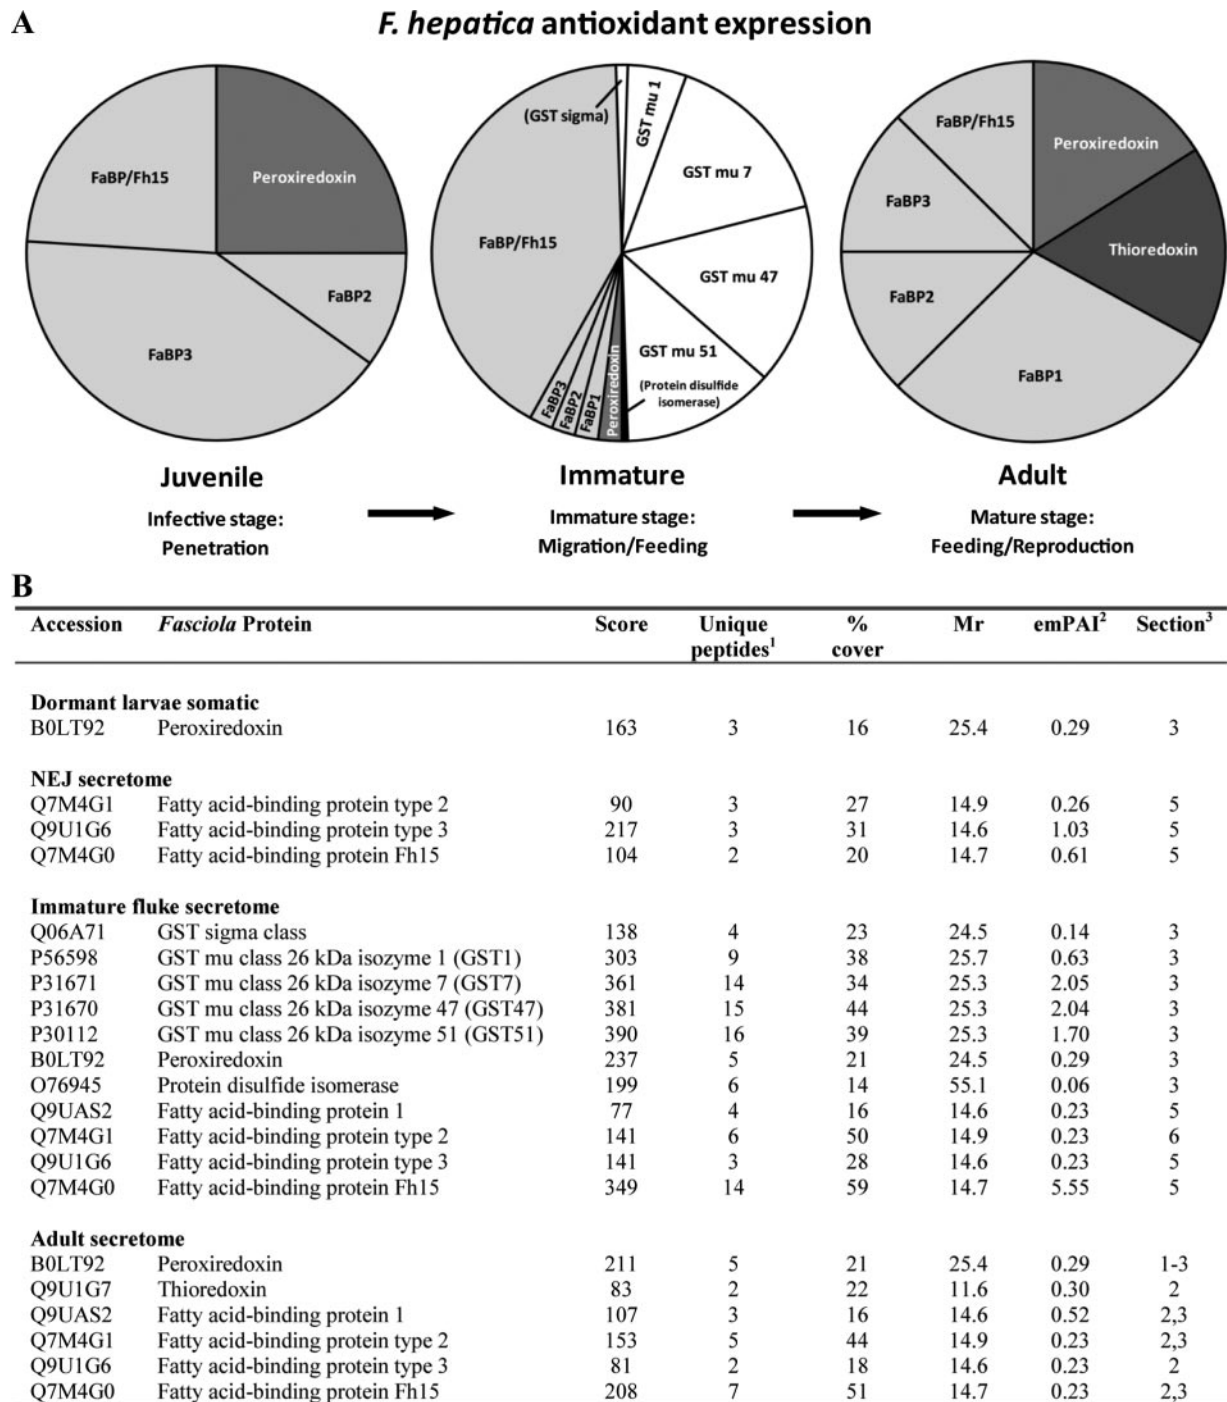 A
F. hepatica antioxidant expression
FaBP/Fh15
Peroxiredoxin
FaBP2
FaBP3
(GST sigma)
GST mu 1
GST mu 7
FaBP/Fh15
GST mu 47
GST mu 51
(Protein disulfide
isomerase)
FaBP3
FaBP2
FaBP1
Peroxiredoxin
FaBP/Fh15
Peroxiredoxin
FaBP3
Thioredoxin
FaBP2
FaBP1
Juvenile
Infective stage:
Penetration
Immature
Immature stage:
Migration/Feeding
Adult
Mature stage:
Feeding/Reproduction
B
Accession Fasciola Protein Score Unique peptides¹ % cover Mr emPAI² Section³
Dormant larvae somatic
B0LT92 Peroxiredoxin 163 3 16 25.4 0.29 3
NEJ secretome
Q7M4G1 Fatty acid-binding protein type 2 90 3 27 14.9 0.26 5
Q9U1G6 Fatty acid-binding protein type 3 217 3 31 14.6 1.03 5
Q7M4G0 Fatty acid-binding protein Fh15 104 2 20 14.7 0.61 5
Immature fluke secretome
Q06A71 GST sigma class 138 4 23 24.5 0.14 3
P56598 GST mu class 26 kDa isozyme 1 (GST1) 303 9 38 25.7 0.63 3
P31671 GST mu class 26 kDa isozyme 7 (GST7) 361 14 34 25.3 2.05 3
P31670 GST mu class 26 kDa isozyme 47 (GST47) 381 15 44 25.3 2.04 3
P30112 GST mu class 26 kDa isozyme 51 (GST51) 390 16 39 25.3 1.70 3
B0LT92 Peroxiredoxin 237 5 21 24.5 0.29 3
O76945 Protein disulfide isomerase 199 6 14 55.1 0.06 3
Q9UAS2 Fatty acid-binding protein 1 77 4 16 14.6 0.23 5
Q7M4G1 Fatty acid-binding protein type 2 141 6 50 14.9 0.23 6
Q9U1G6 Fatty acid-binding protein type 3 141 3 28 14.6 0.23 5
Q7M4G0 Fatty acid-binding protein Fh15 349 14 59 14.7 5.55 5
Adult secretome
B0LT92 Peroxiredoxin 211 5 21 25.4 0.29 1-3
Q9U1G7 Thioredoxin 83 2 22 11.6 0.30 2
Q9UAS2 Fatty acid-binding protein 1 107 3 16 14.6 0.52 2,3
Q7M4G1 Fatty acid-binding protein type 2 153 5 44 14.9 0.23 2,3
Q9U1G6 Fatty acid-binding protein type 3 81 2 18 14.6 0.23 2
Q7M4G0 Fatty acid-binding protein Fh15 208 7 51 14.7 0.23 2,3